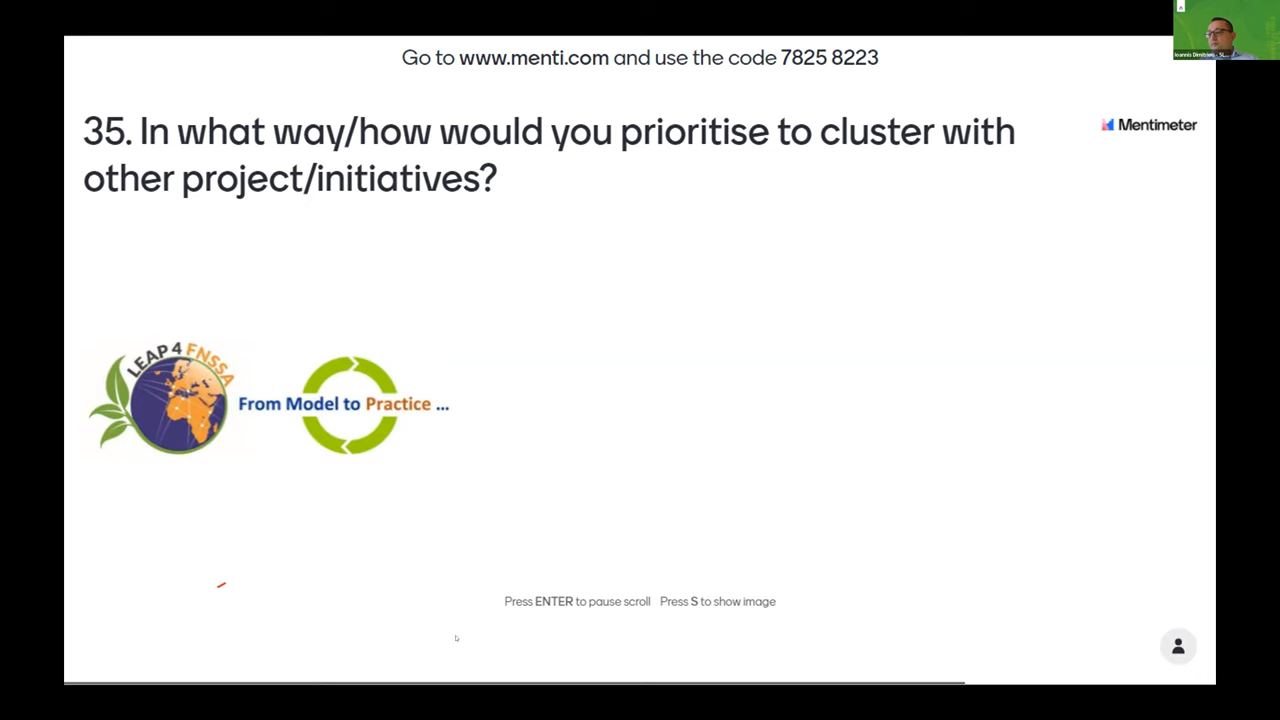 Go to www.menti.com and use the code 7825 8223
35. In what way/how would you prioritise to cluster with
other project/initiatives?
Mentimeter
LEAP 4 FNSSA
From Model to Practice ...
Press ENTER to pause scroll Press S to show image
Ioannis Dimitriou